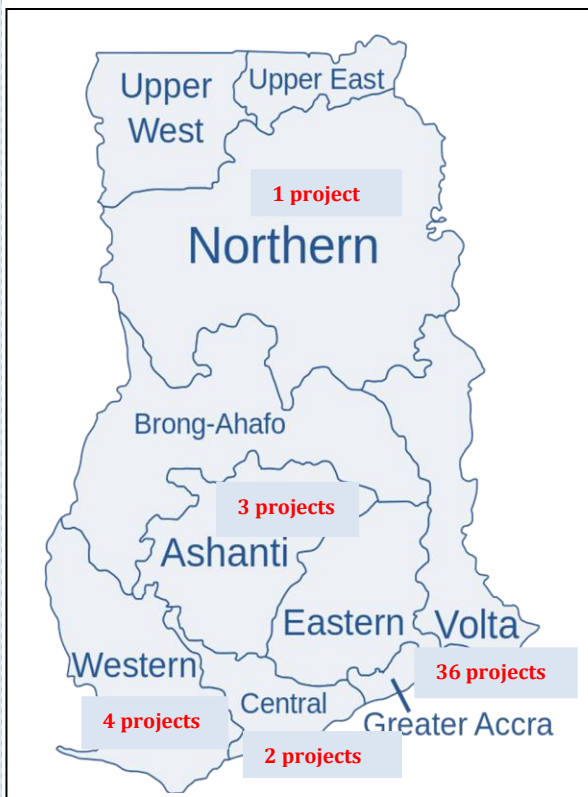 Upper
West
Upper East
1 project
Northern
Brong-Ahafo
3 projects
Ashanti
Eastern
Volta
Western
36 projects
Central
4 projects
Greater Accra
2 projects